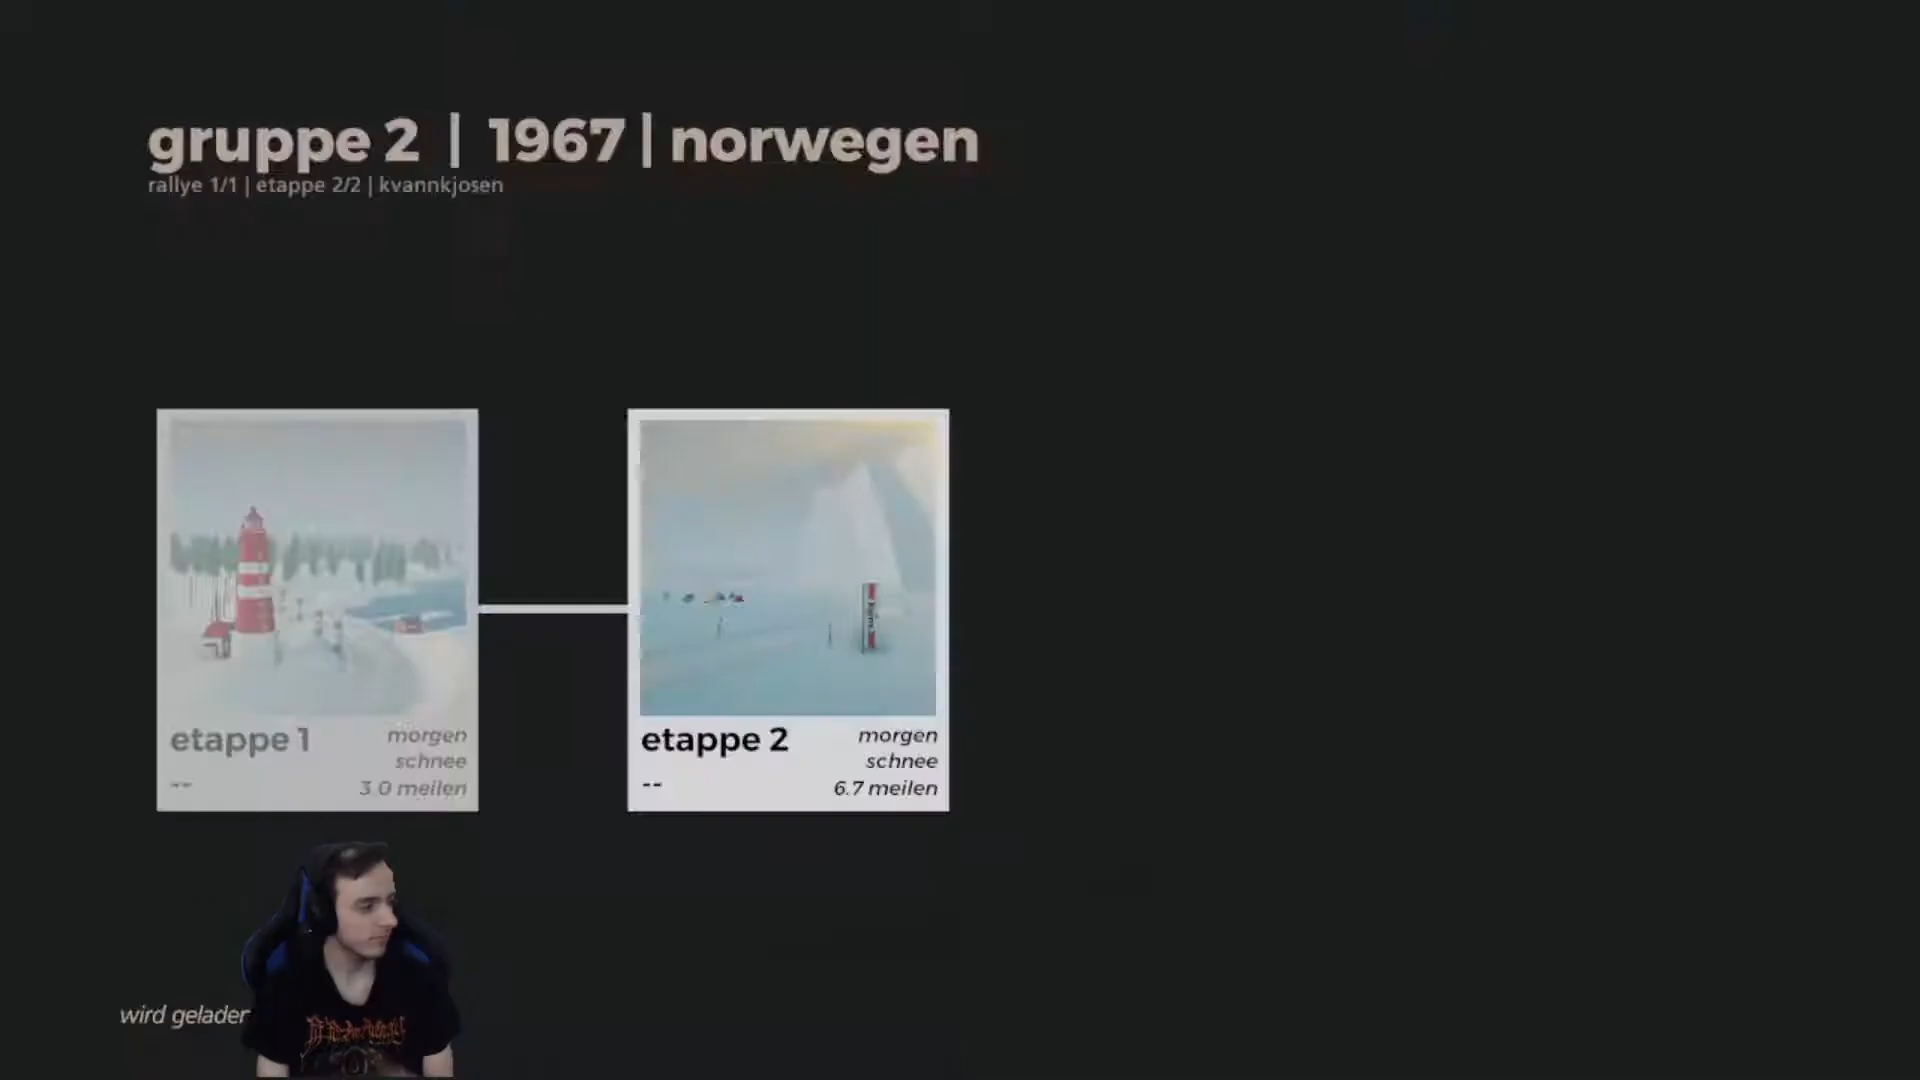 gruppe 2 | 1967 | norwegen
rallye 1/1 | etappe 2/2 | kvannkjosen
etappe 1
morgen
schnee
--
3.0 meilen
etappe 2
morgen
schnee
--
6.7 meilen
wird gelader